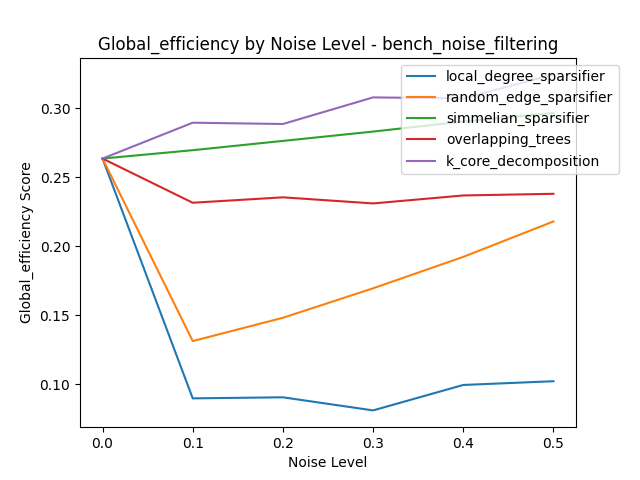 Global_efficiency by Noise Level - bench_noise_filtering
local_degree_sparsifier
random_edge_sparsifier
simmelian_sparsifier
overlapping_trees
k_core_decomposition
Global_efficiency Score
0.30
0.25
0.20
0.15
0.10
0.0 0.1 0.2 0.3 0.4 0.5
Noise Level